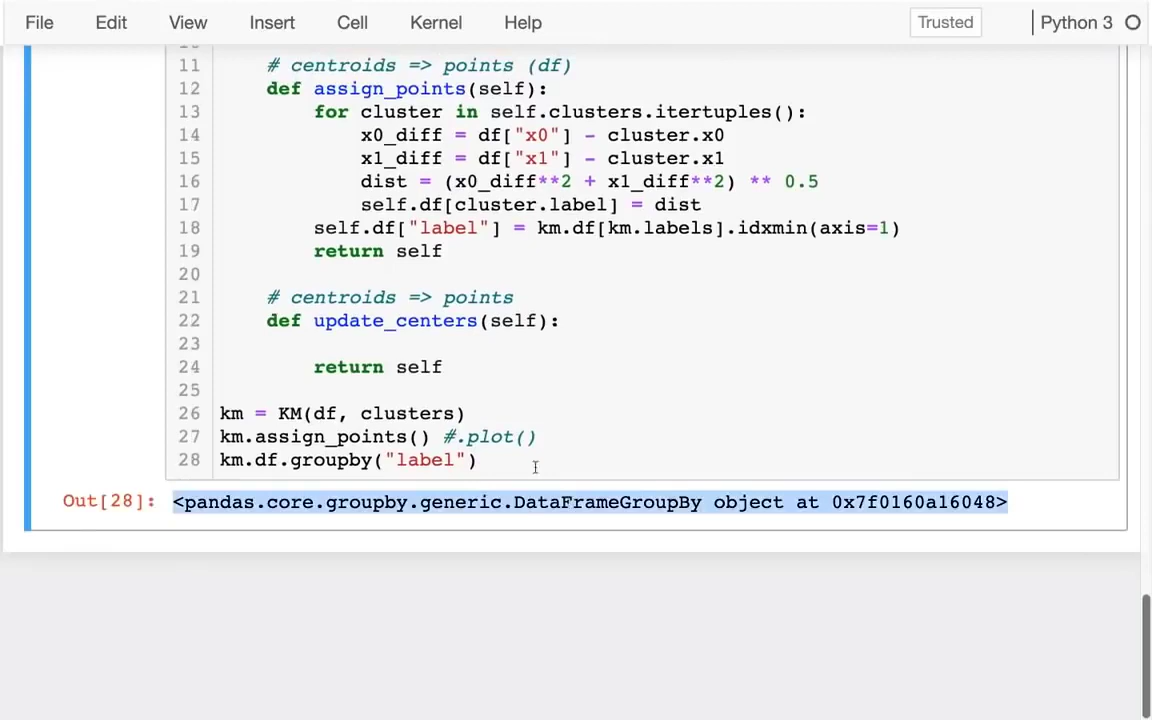 File Edit View Insert Cell Kernel Help Trusted Python 3
11 # centroids => points (df)
12 def assign_points(self):
13 for cluster in self.clusters.itertuples():
14 x0_diff = df["x0"] - cluster.x0
15 x1_diff = df["x1"] - cluster.x1
16 dist = (x0_diff**2 + x1_diff**2) ** 0.5
17 self.df[cluster.label] = dist
18 self.df["label"] = km.df[km.labels].idxmin(axis=1)
19 return self
20
21 # centroids => points
22 def update_centers(self):
23
24 return self
25
26 km = KM(df, clusters)
27 km.assign_points() #.plot()
28 km.df.groupby("label")
Out[28]: <pandas.core.groupby.generic.DataFrameGroupBy object at 0x7f0160a16048>